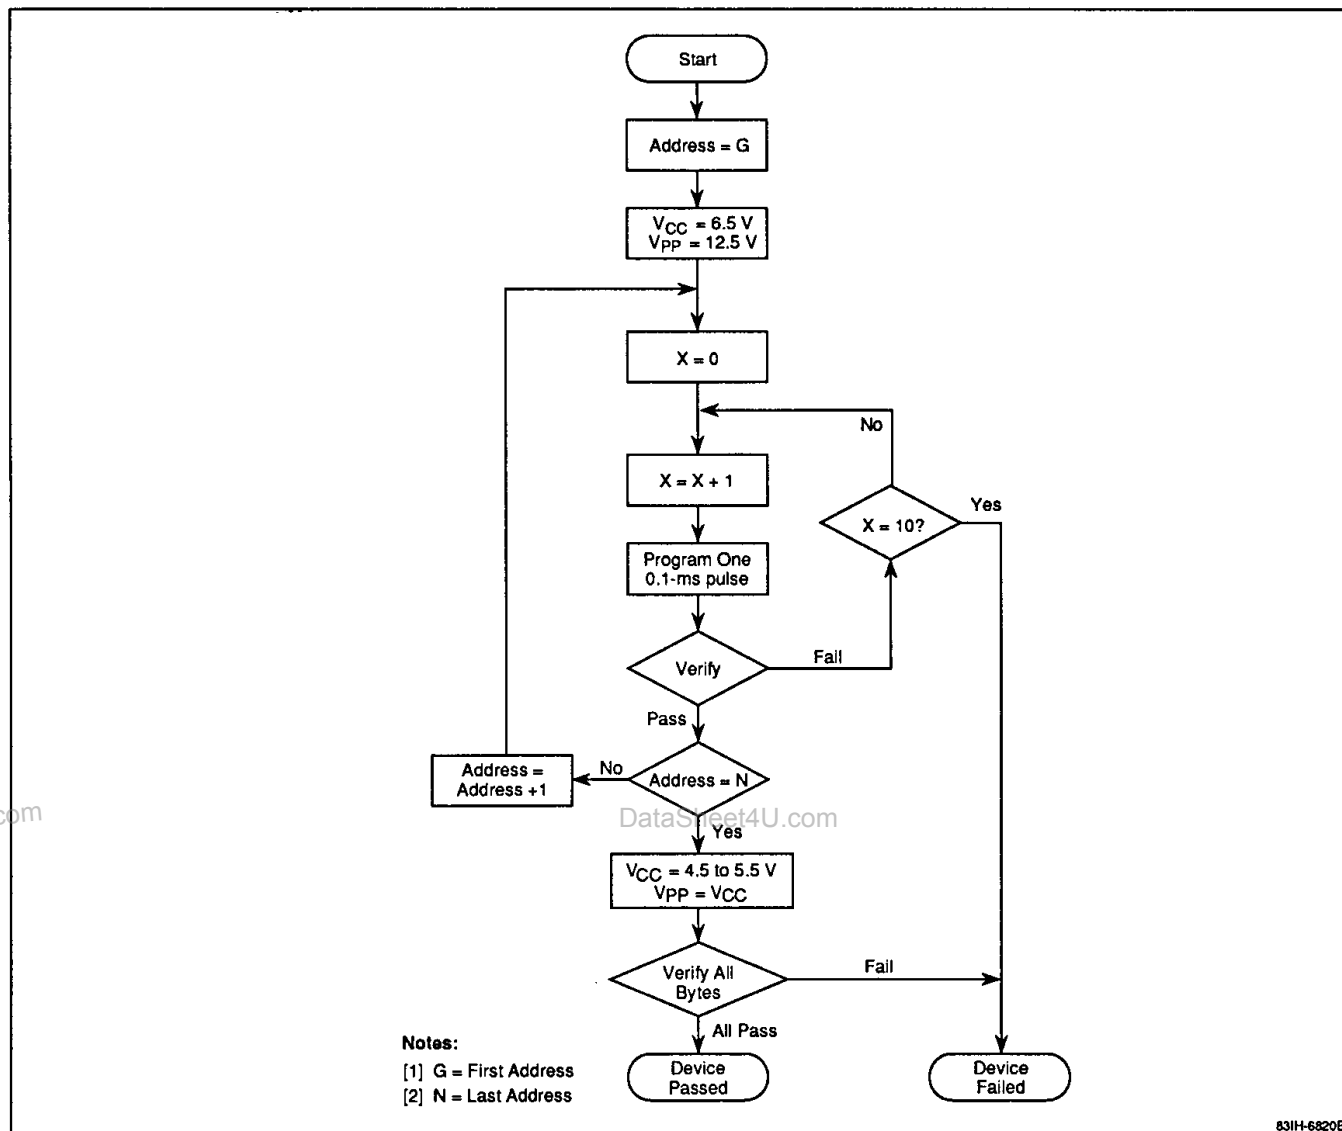 Start
Address = G
VCC = 6.5 V
VPP = 12.5 V
X = 0
No
X = X + 1
X = 10?
Yes
Program One
0.1-ms pulse
Verify
Fail
Pass
Address =
Address +1
No
Address = N
DataSheet4U.com
Yes
VCC = 4.5 to 5.5 V
VPP = VCC
Verify All
Bytes
Fail
All Pass
Device
Passed
Device
Failed
Notes:
[1] G = First Address
[2] N = Last Address
com